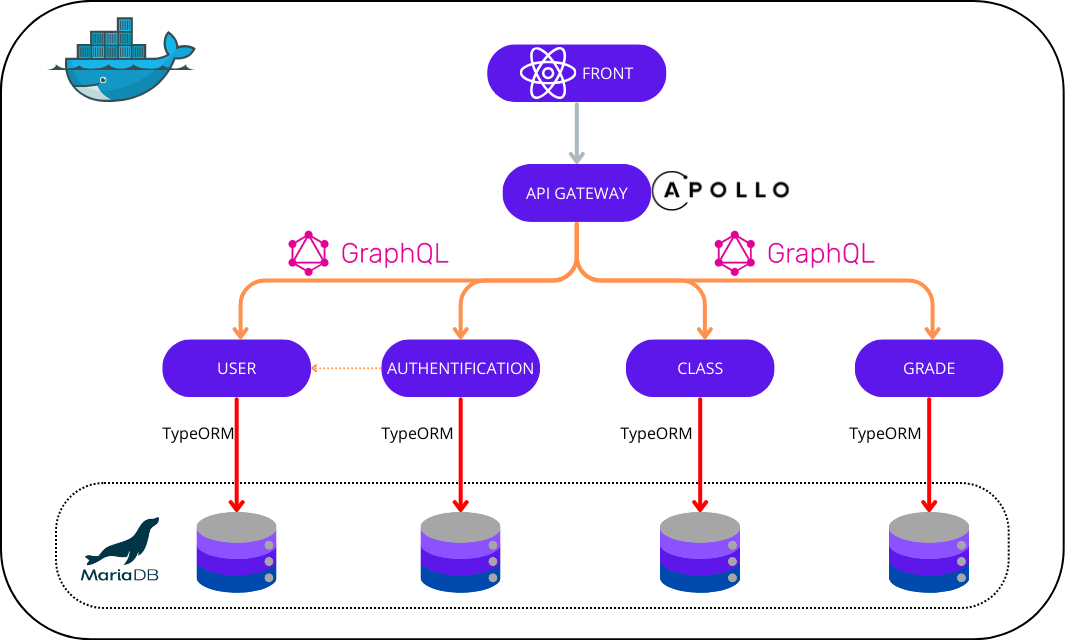 FRONT
API GATEWAY
APOLLO
GraphQL
GraphQL
USER
AUTHENTIFICATION
CLASS
GRADE
TypeORM
TypeORM
TypeORM
TypeORM
MariaDB